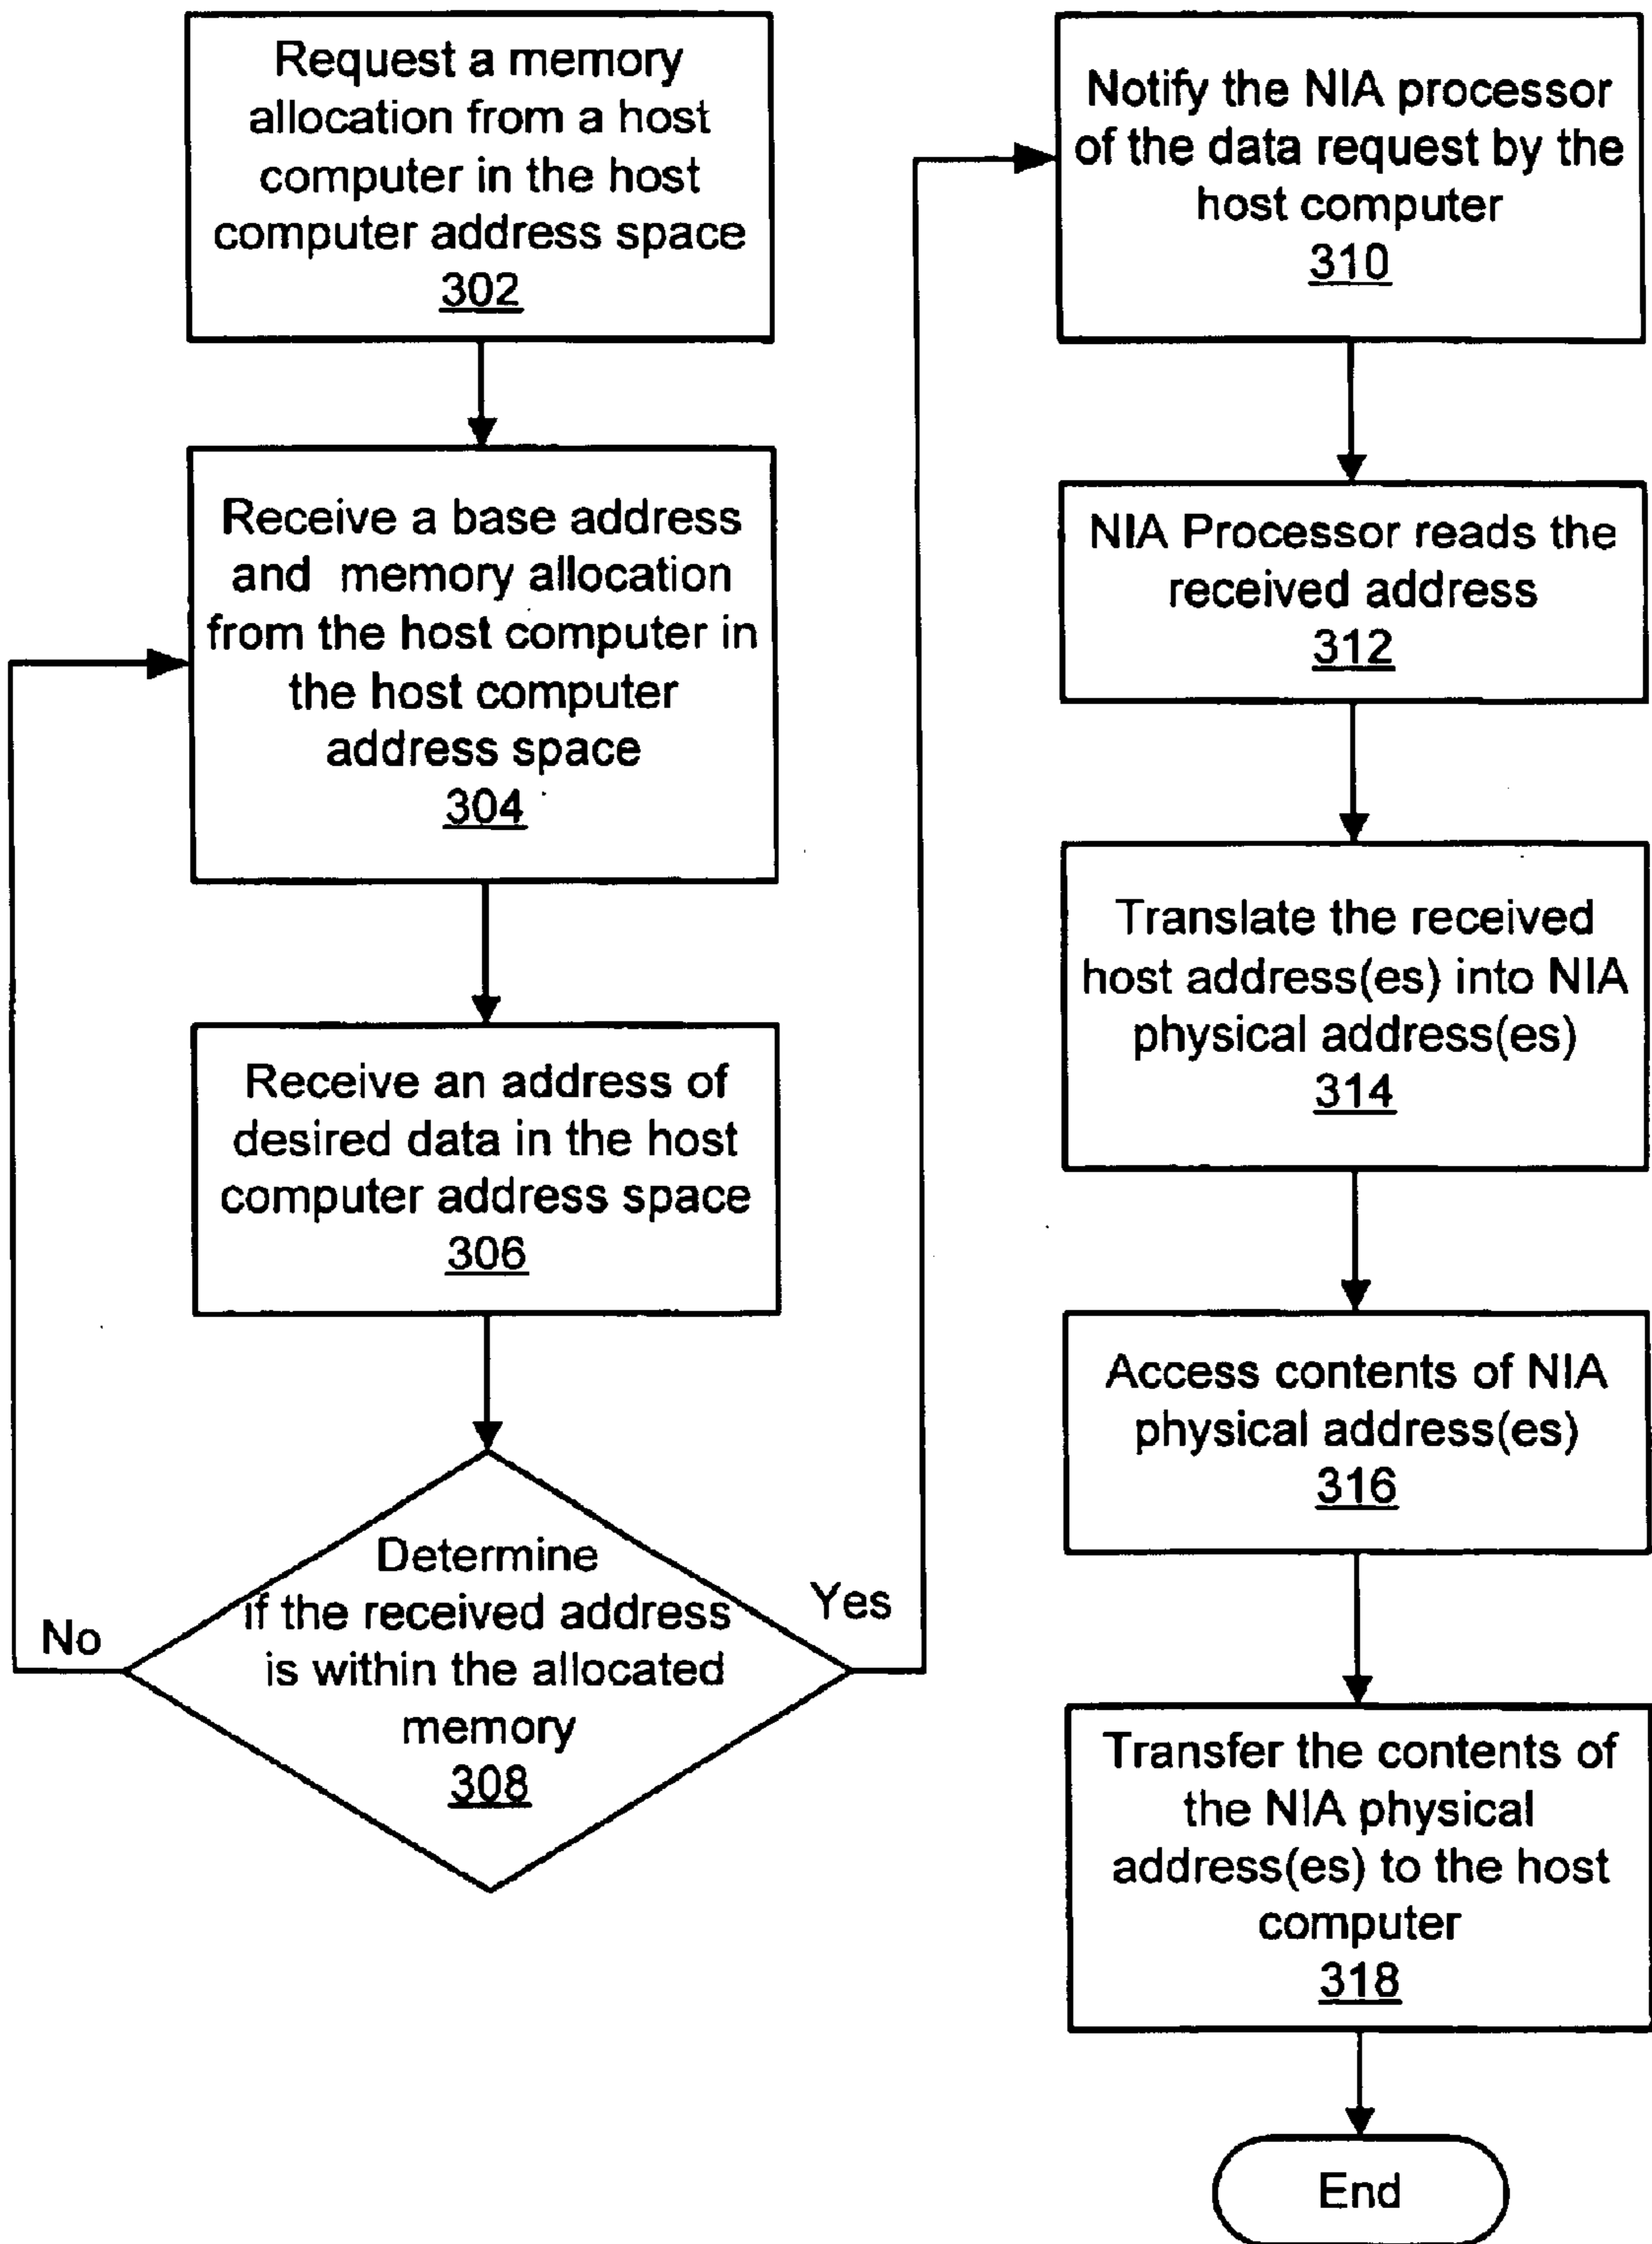 Request a memory
allocation from a host
computer in the host
computer address space
302
Receive a base address
and memory allocation
from the host computer in
the host computer
address space
304
Receive an address of
desired data in the host
computer address space
306
Determine
if the received address
is within the allocated
memory
308
No
Yes
Notify the NIA processor
of the data request by the
host computer
310
NIA Processor reads the
received address
312
Translate the received
host address(es) into NIA
physical address(es)
314
Access contents of NIA
physical address(es)
316
Transfer the contents of
the NIA physical
address(es) to the host
computer
318
End